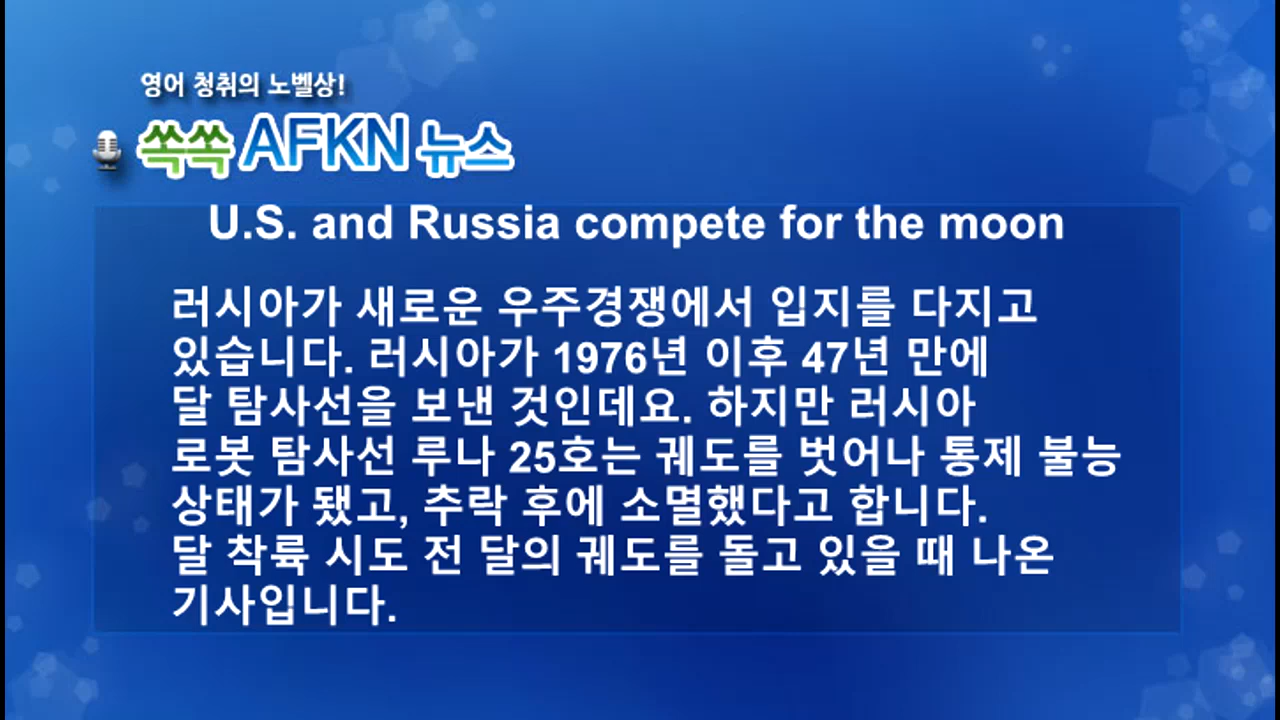 영어 청취의 노벨상!
쏙쏙 AFKN 뉴스
U.S. and Russia compete for the moon
러시아가 새로운 우주경쟁에서 입지를 다지고
있습니다. 러시아가 1976년 이후 47년 만에
달 탐사선을 보낸 것인데요. 하지만 러시아
로봇 탐사선 루나 25호는 궤도를 벗어나 통제 불능
상태가 됐고, 추락 후에 소멸했다고 합니다.
달 착륙 시도 전 달의 궤도를 돌고 있을 때 나온
기사입니다.